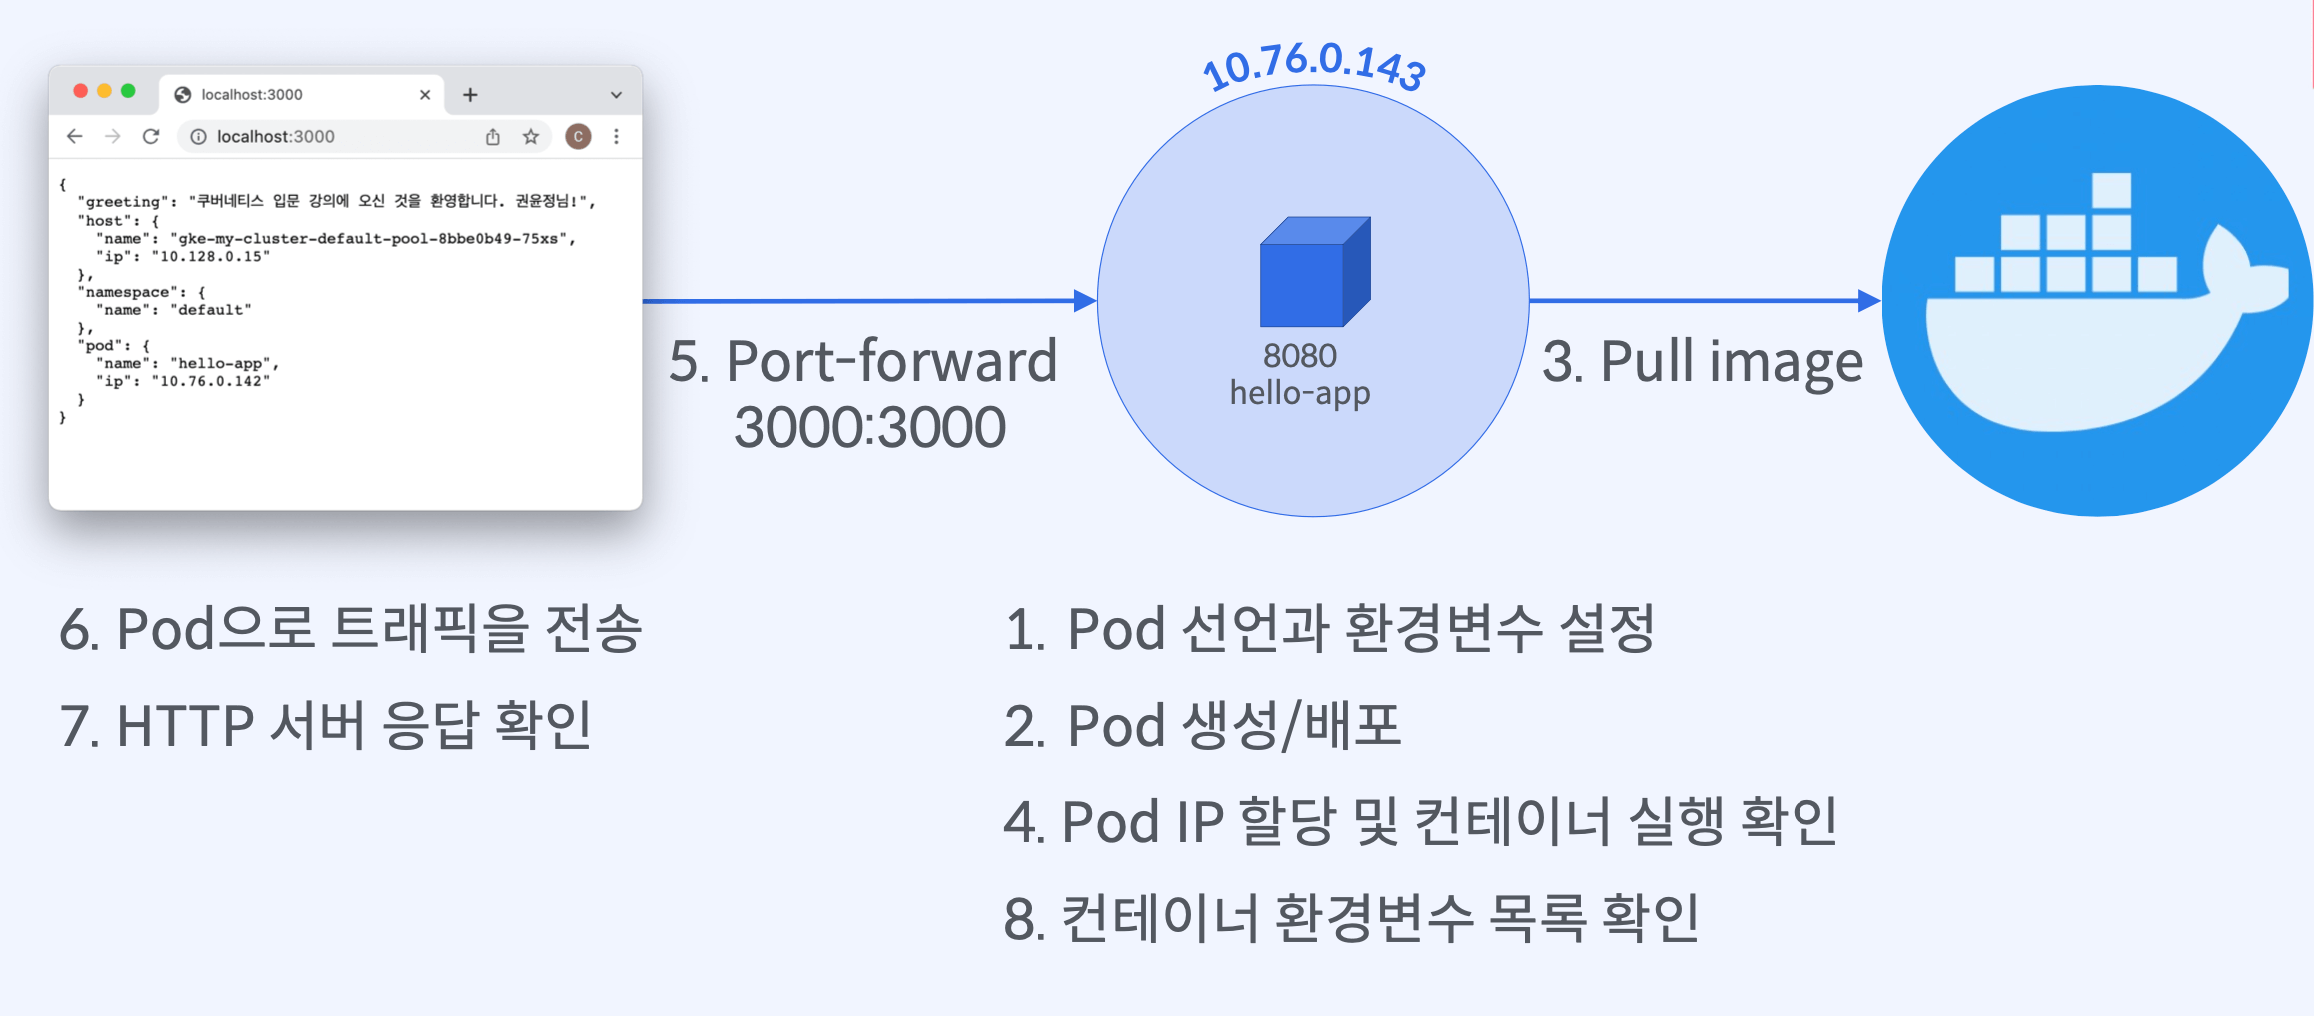 localhost:3000
localhost:3000
C
{
"greeting": "쿠버네티스 입문 강의에 오신 것을 환영합니다. 권윤정님!",
"host": {
"name": "gke-my-cluster-default-pool-8bbe0b49-75xs",
"ip": "10.128.0.15"
},
"namespace": {
"name": "default"
},
"pod": {
"name": "hello-app",
"ip": "10.76.0.142"
}
}
5. Port-forward
3000:3000
10.76.0.143
8080
hello-app
3. Pull image
6. Pod으로 트래픽을 전송
7. HTTP 서버 응답 확인
1. Pod 선언과 환경변수 설정
2. Pod 생성/배포
4. Pod IP 할당 및 컨테이너 실행 확인
8. 컨테이너 환경변수 목록 확인